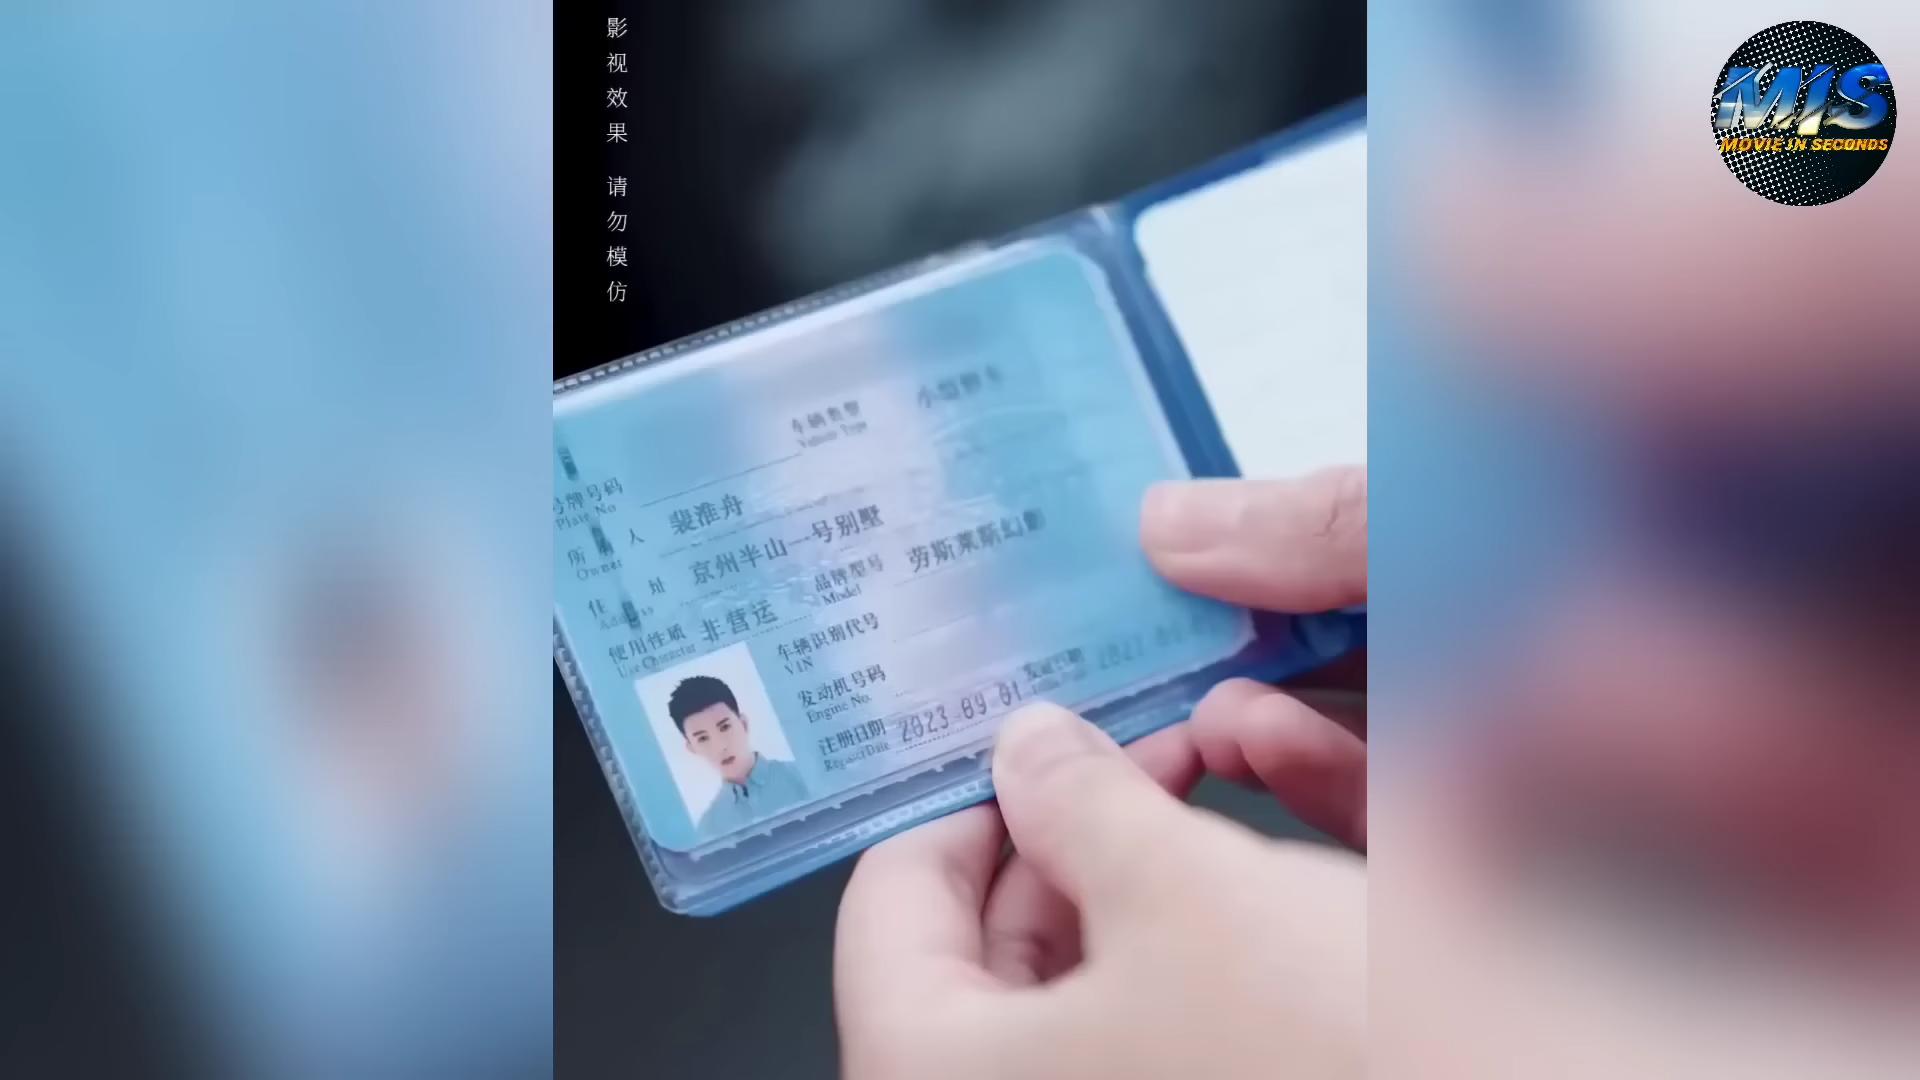 影视效果 请勿模仿
MIS
MOVIE IN SECONDS
车辆类型
Vehicle Type
小型轿车
号牌号码
Plate No
所有人 裴淮舟
Owner
住址 京州半山一号别墅
Address
使用性质 非营运
Use Character
品牌型号 劳斯莱斯幻影
Model
车辆识别代号
VIN
发动机号码
Engine No.
注册日期 2023-09-01
Register Date
发证日期